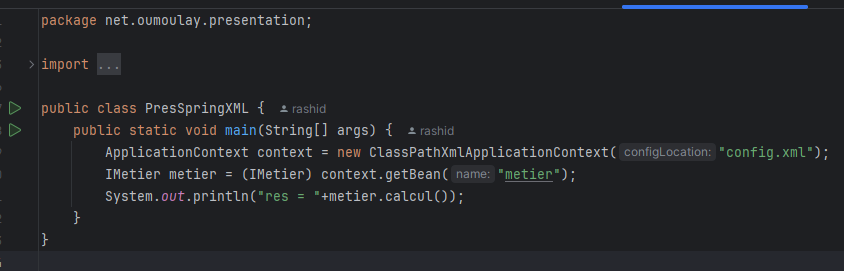 package net.oumoulay.presentation;
import ...
public class PresSpringXML { rashid
public static void main(String[] args) { rashid
ApplicationContext context = new ClassPathXmlApplicationContext( configLocation: "config.xml");
IMetier metier = (IMetier) context.getBean( name: "metier");
System.out.println("res = "+metier.calcul());
}
}